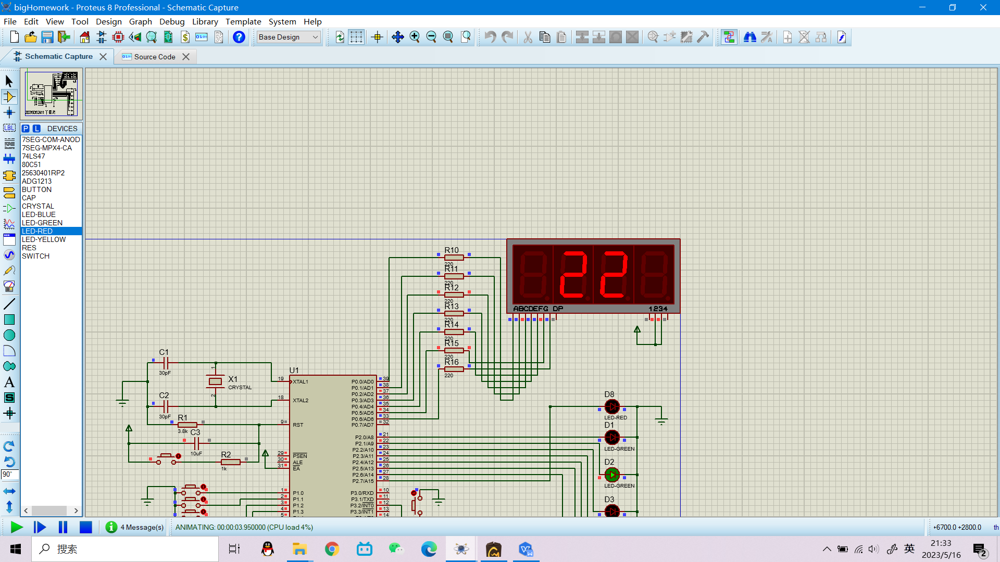 bigHomework - Proteus 8 Professional - Schematic Capture
File Edit View Tool Design Graph Debug Library Template System Help
Base Design
Schematic Capture
Source Code
P L DEVICES
7SEG-COM-ANOD
7SEG-MPX4-CA
74LS47
80C51
25630401RP2
ADG1213
BUTTON
CAP
CRYSTAL
LED-BLUE
LED-GREEN
LED-RED
LED-YELLOW
RES
SWITCH
LBL
A
S
90°
22
ABCDEFG DP
1234
R10
220
R11
220
R12
220
R13
220
R14
220
R15
220
R16
220
C1
30pF
C2
30pF
X1
CRYSTAL
1
2
R1
3.8k
C3
10uF
R2
1k
U1
19 XTAL1
18 XTAL2
9 RST
29 PSEN
30 ALE
31 EA
1 P1.0
2 P1.1
3 P1.2
4 P1.3
5
P0.0/AD0 39
P0.1/AD1 38
P0.2/AD2 37
P0.3/AD3 36
P0.4/AD4 35
P0.5/AD5 34
P0.6/AD6 33
P0.7/AD7 32
P2.0/A8 21
P2.1/A9 22
P2.2/A10 23
P2.3/A11 24
P2.4/A12 25
P2.5/A13 26
P2.6/A14 27
P2.7/A15 28
P3.0/RXD 10
P3.1/TXD 11
P3.2/INT0 12
P3.3/INT1 13
14
D8
LED-RED
D1
LED-GREEN
D2
LED-GREEN
D3
4 Message(s)
ANIMATING: 00:00:03.950000 (CPU load 4%)
+6700.0 +2800.0 th
搜索
英
21:33
2023/5/16
2